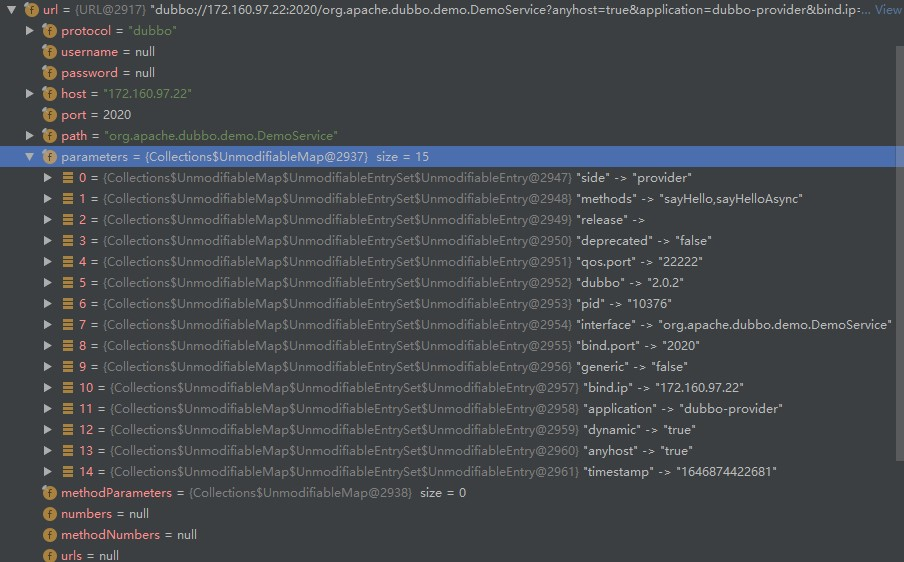 url = {URL@2917} "dubbo://172.160.97.22:2020/org.apache.dubbo.demo.DemoService?anyhost=true&application=dubbo-provider&bind.ip=... View
protocol = "dubbo"
username = null
password = null
host = "172.160.97.22"
port = 2020
path = "org.apache.dubbo.demo.DemoService"
parameters = {Collections$UnmodifiableMap@2937} size = 15
0 = {Collections$UnmodifiableMap$UnmodifiableEntrySet$UnmodifiableEntry@2947} "side" -> "provider"
1 = {Collections$UnmodifiableMap$UnmodifiableEntrySet$UnmodifiableEntry@2948} "methods" -> "sayHello,sayHelloAsync"
2 = {Collections$UnmodifiableMap$UnmodifiableEntrySet$UnmodifiableEntry@2949} "release" ->
3 = {Collections$UnmodifiableMap$UnmodifiableEntrySet$UnmodifiableEntry@2950} "deprecated" -> "false"
4 = {Collections$UnmodifiableMap$UnmodifiableEntrySet$UnmodifiableEntry@2951} "qos.port" -> "22222"
5 = {Collections$UnmodifiableMap$UnmodifiableEntrySet$UnmodifiableEntry@2952} "dubbo" -> "2.0.2"
6 = {Collections$UnmodifiableMap$UnmodifiableEntrySet$UnmodifiableEntry@2953} "pid" -> "10376"
7 = {Collections$UnmodifiableMap$UnmodifiableEntrySet$UnmodifiableEntry@2954} "interface" -> "org.apache.dubbo.demo.DemoService"
8 = {Collections$UnmodifiableMap$UnmodifiableEntrySet$UnmodifiableEntry@2955} "bind.port" -> "2020"
9 = {Collections$UnmodifiableMap$UnmodifiableEntrySet$UnmodifiableEntry@2956} "generic" -> "false"
10 = {Collections$UnmodifiableMap$UnmodifiableEntrySet$UnmodifiableEntry@2957} "bind.ip" -> "172.160.97.22"
11 = {Collections$UnmodifiableMap$UnmodifiableEntrySet$UnmodifiableEntry@2958} "application" -> "dubbo-provider"
12 = {Collections$UnmodifiableMap$UnmodifiableEntrySet$UnmodifiableEntry@2959} "dynamic" -> "true"
13 = {Collections$UnmodifiableMap$UnmodifiableEntrySet$UnmodifiableEntry@2960} "anyhost" -> "true"
14 = {Collections$UnmodifiableMap$UnmodifiableEntrySet$UnmodifiableEntry@2961} "timestamp" -> "1646874422681"
methodParameters = {Collections$UnmodifiableMap@2938} size = 0
numbers = null
methodNumbers = null
urls = null